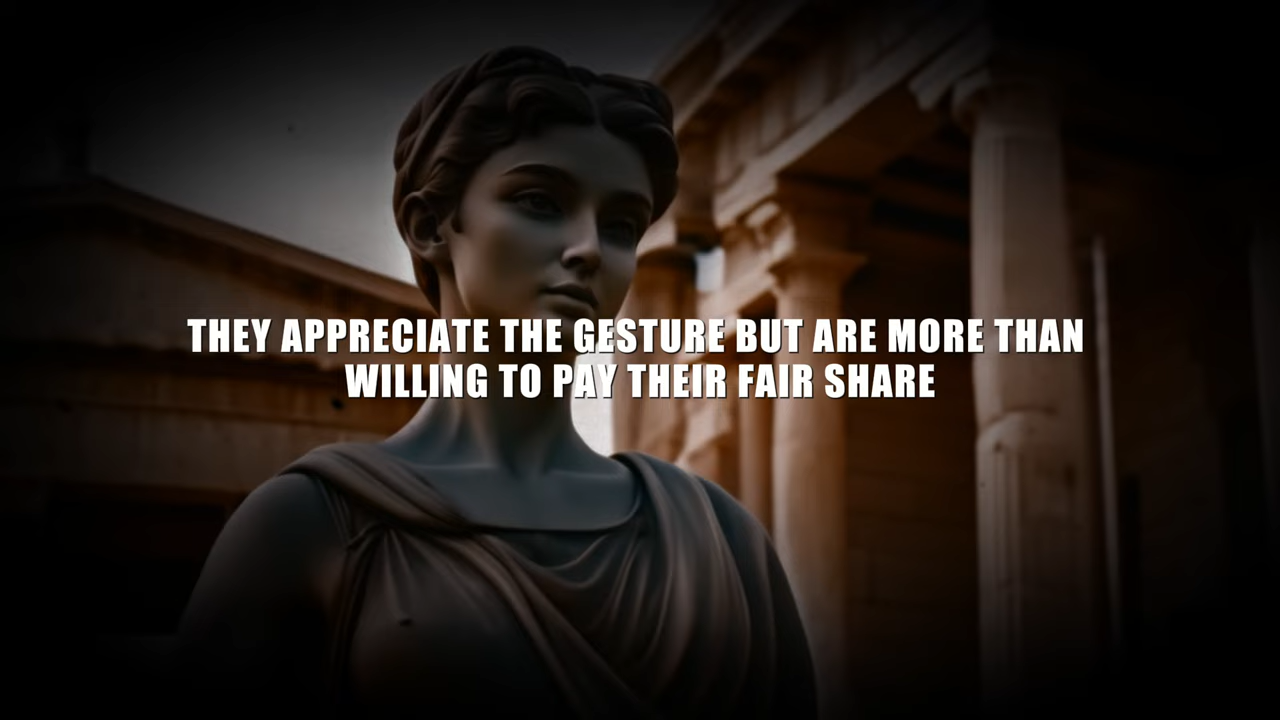 THEY APPRECIATE THE GESTURE BUT ARE MORE THAN
WILLING TO PAY THEIR FAIR SHARE